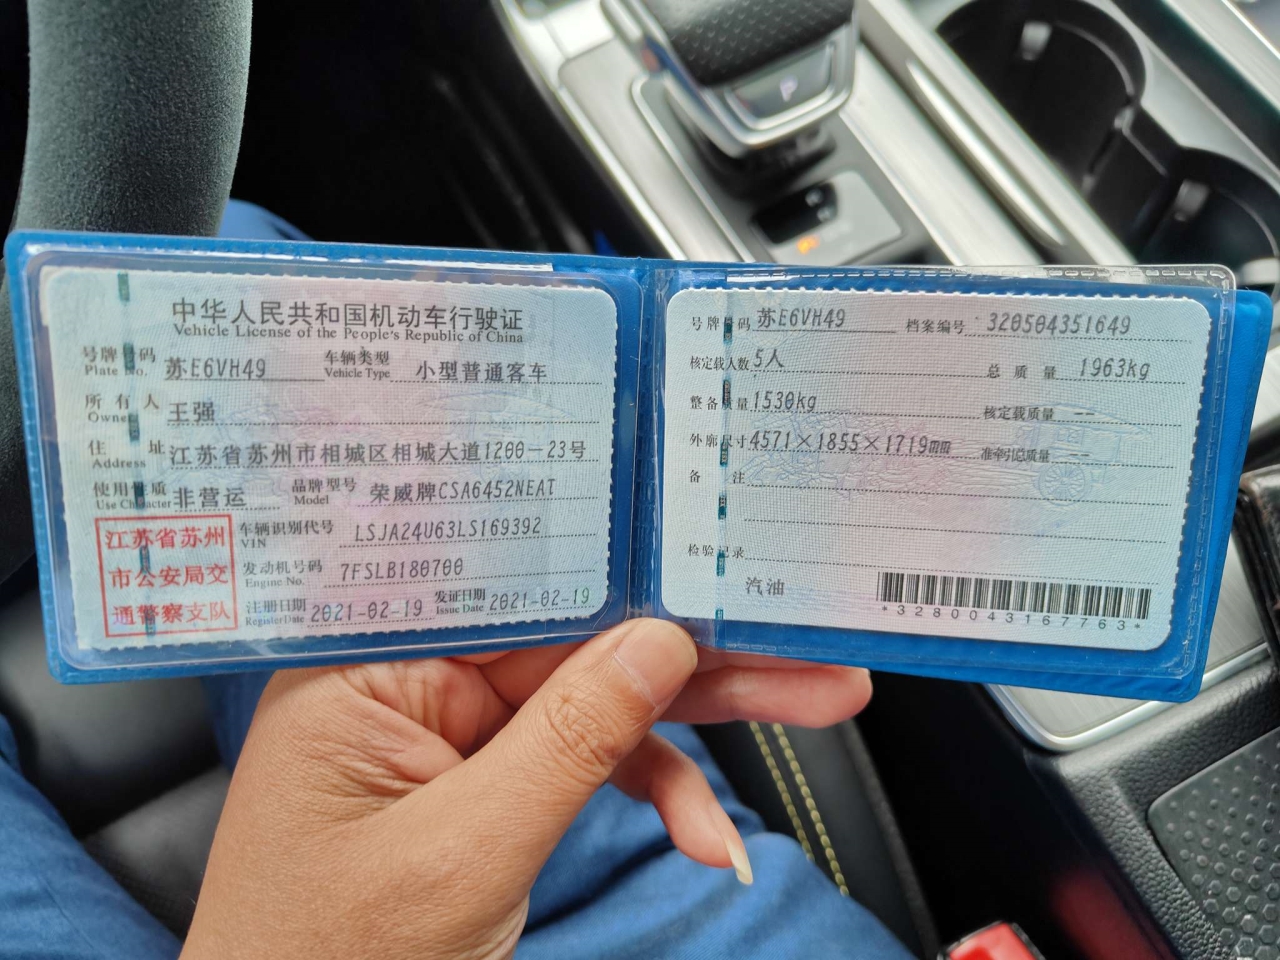 中华人民共和国机动车行驶证
Vehicle License of the People's Republic of China
号牌号码 苏E6VH49 车辆类型 小型普通客车
Plate No. Vehicle Type
所有人 王强
Owner
住址 江苏省苏州市相城区相城大道1200-23号
Address
使用性质 非营运 品牌型号 荣威牌CSA6452NEAT
Use Character Model
江苏省苏州
市公安局交
通警察支队
车辆识别代号 LSJA24U63LS169392
VIN
发动机号码 7FSLB180700
Engine No.
注册日期 2021-02-19 发证日期 2021-02-19
Register Date Issue Date
号牌号码 苏E6VH49 档案编号 320504351649
核定载人数 5人 总质量 1963kg
整备质量 1530kg 核定载质量 --
外廓尺寸 4571×1855×1719mm 准牵引总质量 --
备注
检验记录
汽油
*3280043167763*
P